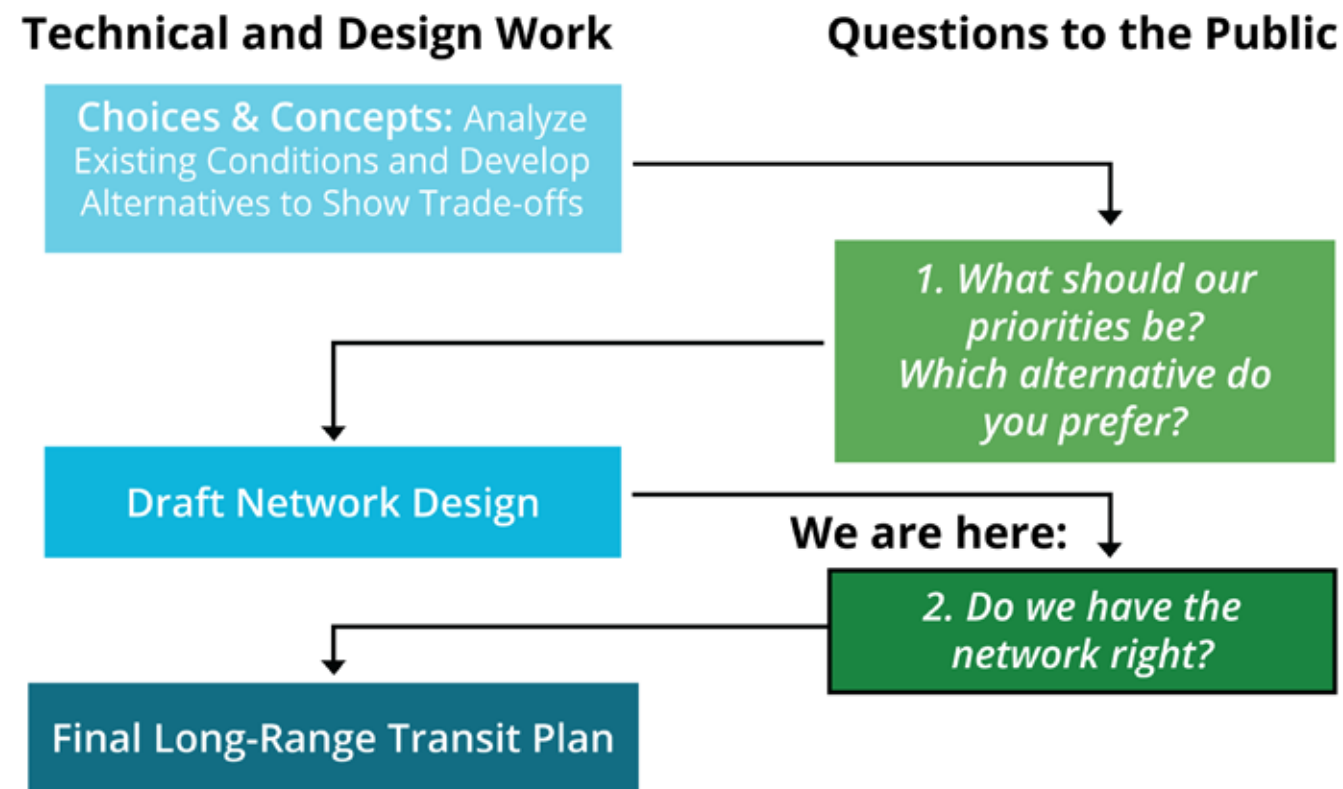 Technical and Design Work
Questions to the Public
Choices & Concepts: Analyze
Existing Conditions and Develop
Alternatives to Show Trade-offs
1. What should our
priorities be?
Which alternative do
you prefer?
Draft Network Design
We are here:
2. Do we have the
network right?
Final Long-Range Transit Plan